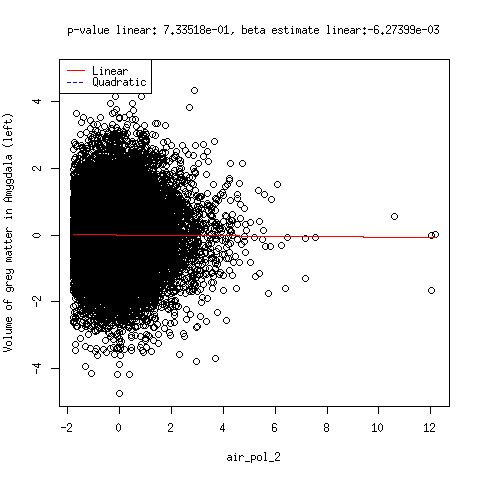 p-value linear: 7.33518e-01, beta estimate linear:-6.27399e-03
Linear
Quadratic
Volume of grey matter in Amygdala (left)
4
2
0
-2
-4
-2 0 2 4 6 8 10 12
air_pol_2